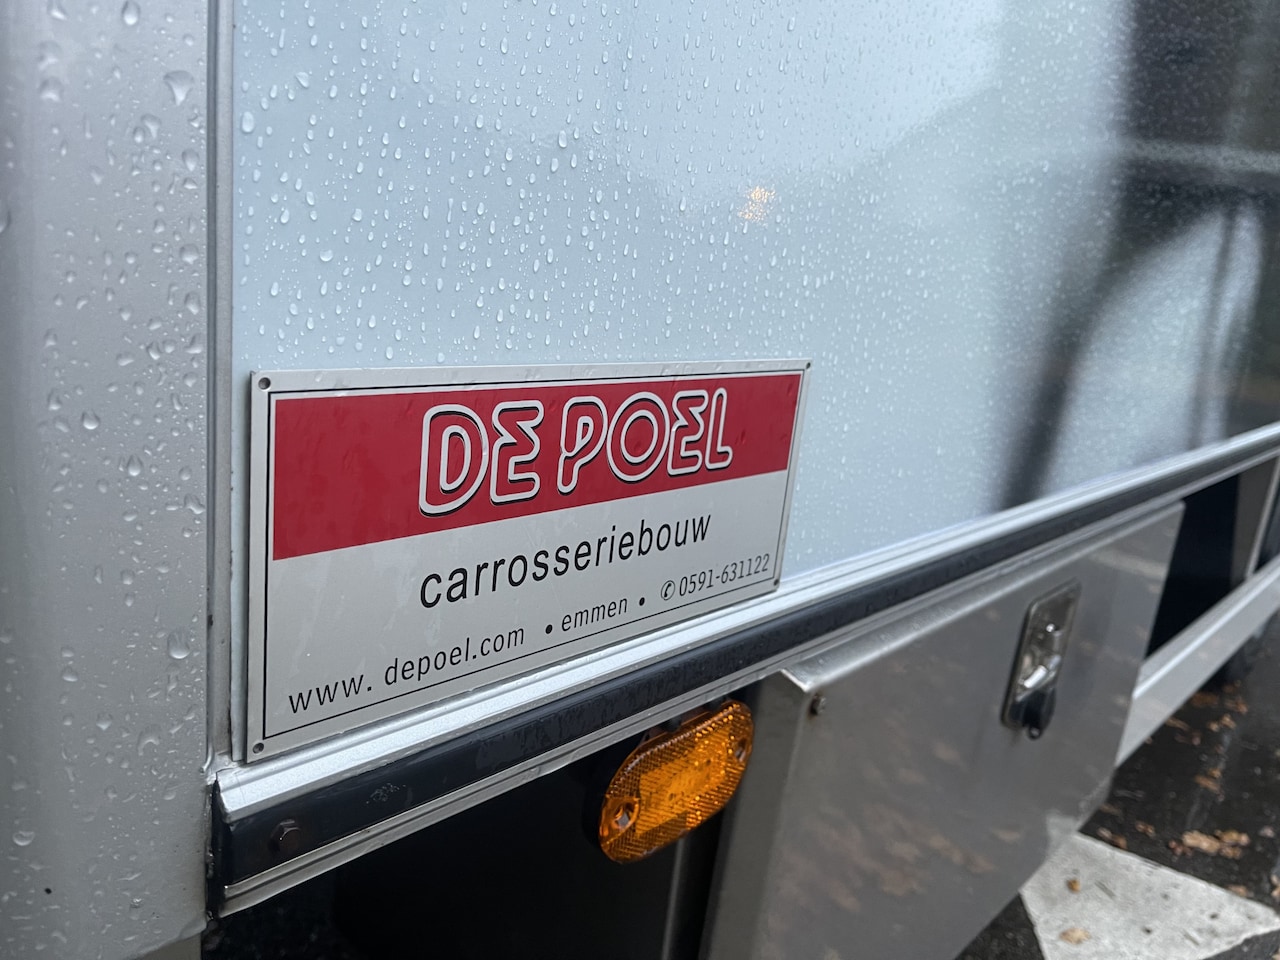 DE POEL
carrosseriebouw
www. depoel.com • emmen • ✆ 0591-631122